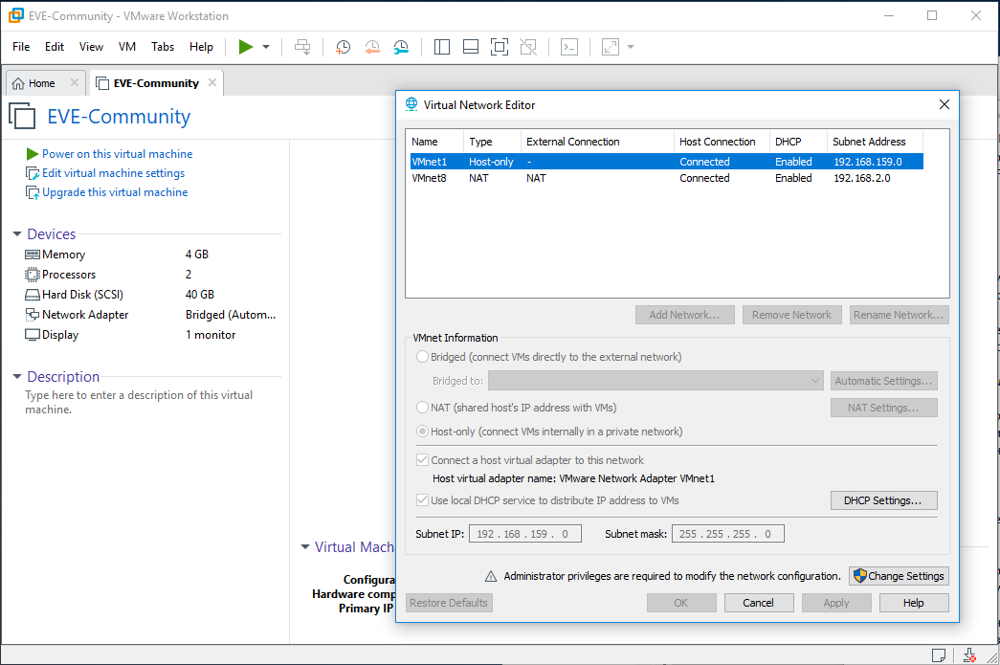 EVE-Community - VMware Workstation
File Edit View VM Tabs Help
Home EVE-Community
EVE-Community
Power on this virtual machine
Edit virtual machine settings
Upgrade this virtual machine
Devices
Memory 4 GB
Processors 2
Hard Disk (SCSI) 40 GB
Network Adapter Bridged (Autom...
Display 1 monitor
Description
Type here to enter a description of this virtual
machine.
Virtual Mach
Configura
Hardware comp
Primary IP
Virtual Network Editor
Name Type External Connection Host Connection DHCP Subnet Address
VMnet1 Host-only - Connected Enabled 192.168.159.0
VMnet8 NAT NAT Connected Enabled 192.168.2.0
Add Network... Remove Network Rename Network...
VMnet Information
Bridged (connect VMs directly to the external network)
Bridged to: Automatic Settings...
NAT (shared host's IP address with VMs) NAT Settings...
Host-only (connect VMs internally in a private network)
Connect a host virtual adapter to this network
Host virtual adapter name: VMware Network Adapter VMnet1
Use local DHCP service to distribute IP address to VMs DHCP Settings...
Subnet IP: 192 . 168 . 159 . 0 Subnet mask: 255 . 255 . 255 . 0
Administrator privileges are required to modify the network configuration. Change Settings
Restore Defaults OK Cancel Apply Help